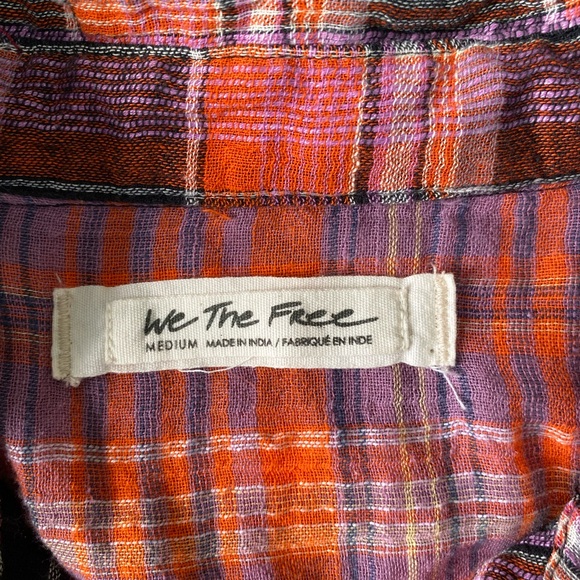 We The Free
MEDIUM MADE IN INDIA / FABRIQUÉ EN INDE